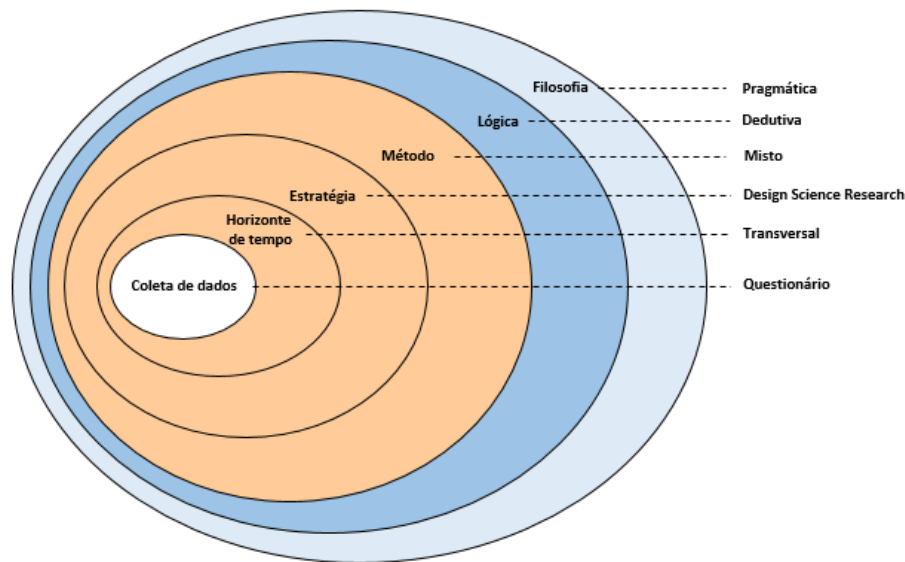 Filosofia
Pragmática
Lógica
Dedutiva
Método
Misto
Estratégia
Design Science Research
Horizonte
de tempo
Transversal
Coleta de dados
Questionário